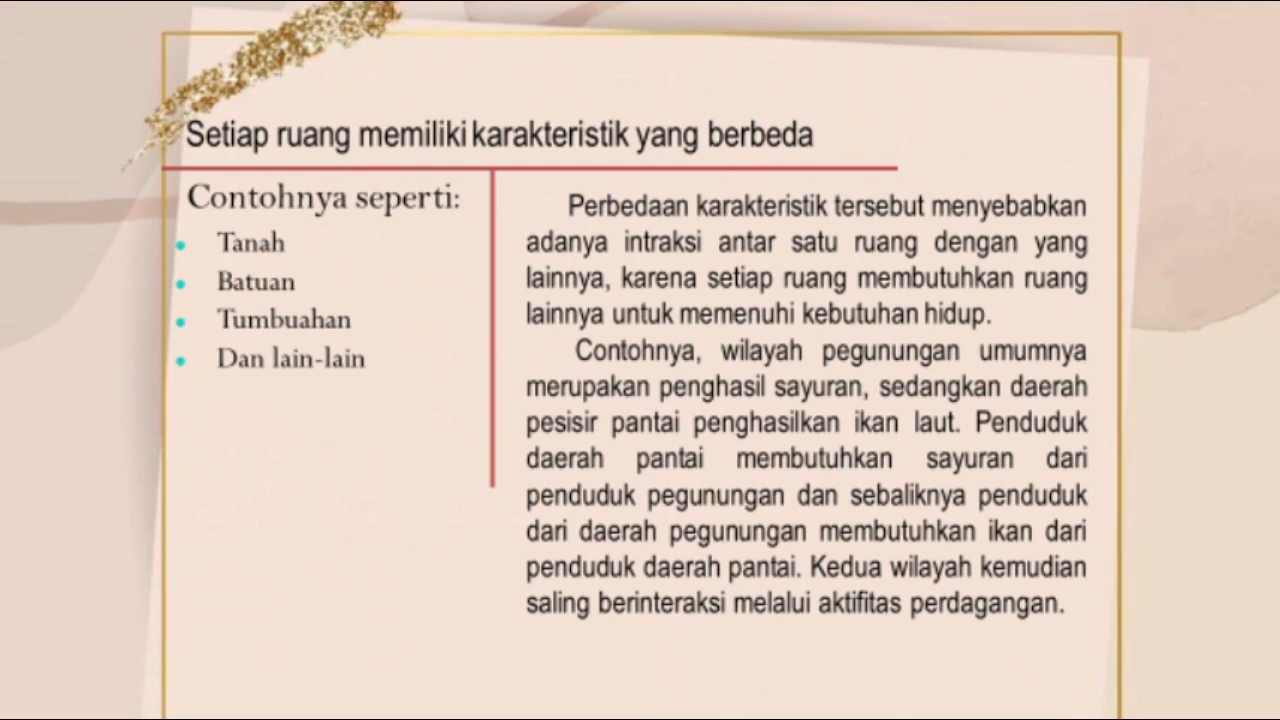 Setiap ruang memiliki karakteristik yang berbeda
Contohnya seperti:
Tanah
Batuan
Tumbuahan
Dan lain-lain
Perbedaan karakteristik tersebut menyebabkan
adanya intraksi antar satu ruang dengan yang
lainnya, karena setiap ruang membutuhkan ruang
lainnya untuk memenuhi kebutuhan hidup.
Contohnya, wilayah pegunungan umumnya
merupakan penghasil sayuran, sedangkan daerah
pesisir pantai penghasilkan ikan laut. Penduduk
daerah pantai membutuhkan sayuran dari
penduduk pegunungan dan sebaliknya penduduk
dari daerah pegunungan membutuhkan ikan dari
penduduk daerah pantai. Kedua wilayah kemudian
saling berinteraksi melalui aktifitas perdagangan.